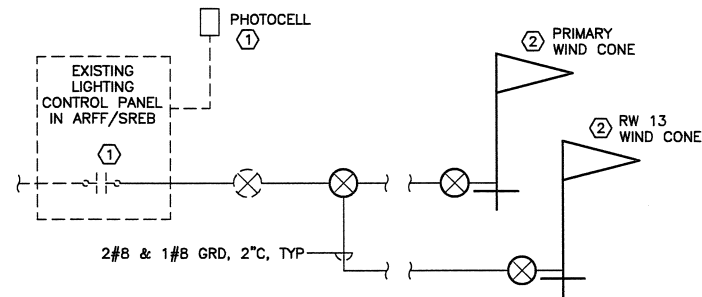 PHOTOCELL
1
2
PRIMARY
WIND CONE
EXISTING
LIGHTING
CONTROL PANEL
IN ARFF/SREB
1
2
RW 13
WIND CONE
2#8 & 1#8 GRD, 2"C, TYP